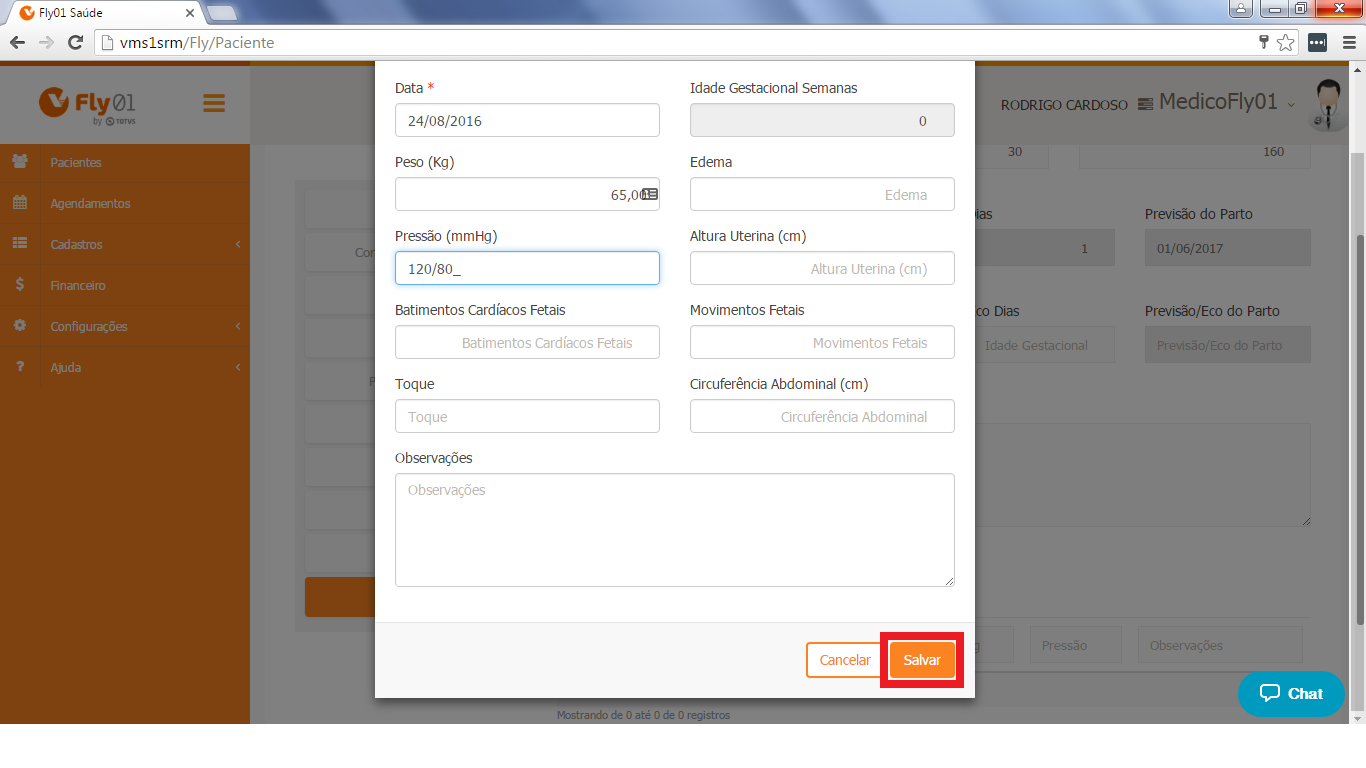 Fly01 Saúde
vms1srm/Fly/Paciente
Fly01
by TOTVS
RODRIGO CARDOSO
MedicoFly01
Pacientes
Agendamentos
Cadastros
Financeiro
Configurações
Ajuda
Data *
24/08/2016
Idade Gestacional Semanas
0
Peso (Kg)
65,00
Edema
Edema
Pressão (mmHg)
120/80_
Altura Uterina (cm)
Altura Uterina (cm)
Batimentos Cardíacos Fetais
Batimentos Cardíacos Fetais
Movimentos Fetais
Movimentos Fetais
Toque
Toque
Circuferência Abdominal (cm)
Circuferência Abdominal
Observações
Observações
Cancelar
Salvar
30
160
ias
Previsão do Parto
1
01/06/2017
co Dias
Previsão/Eco do Parto
Idade Gestacional
Previsão/Eco do Parto
Con
P
g
Pressão
Observações
Chat
Mostrando de 0 até 0 de 0 registros